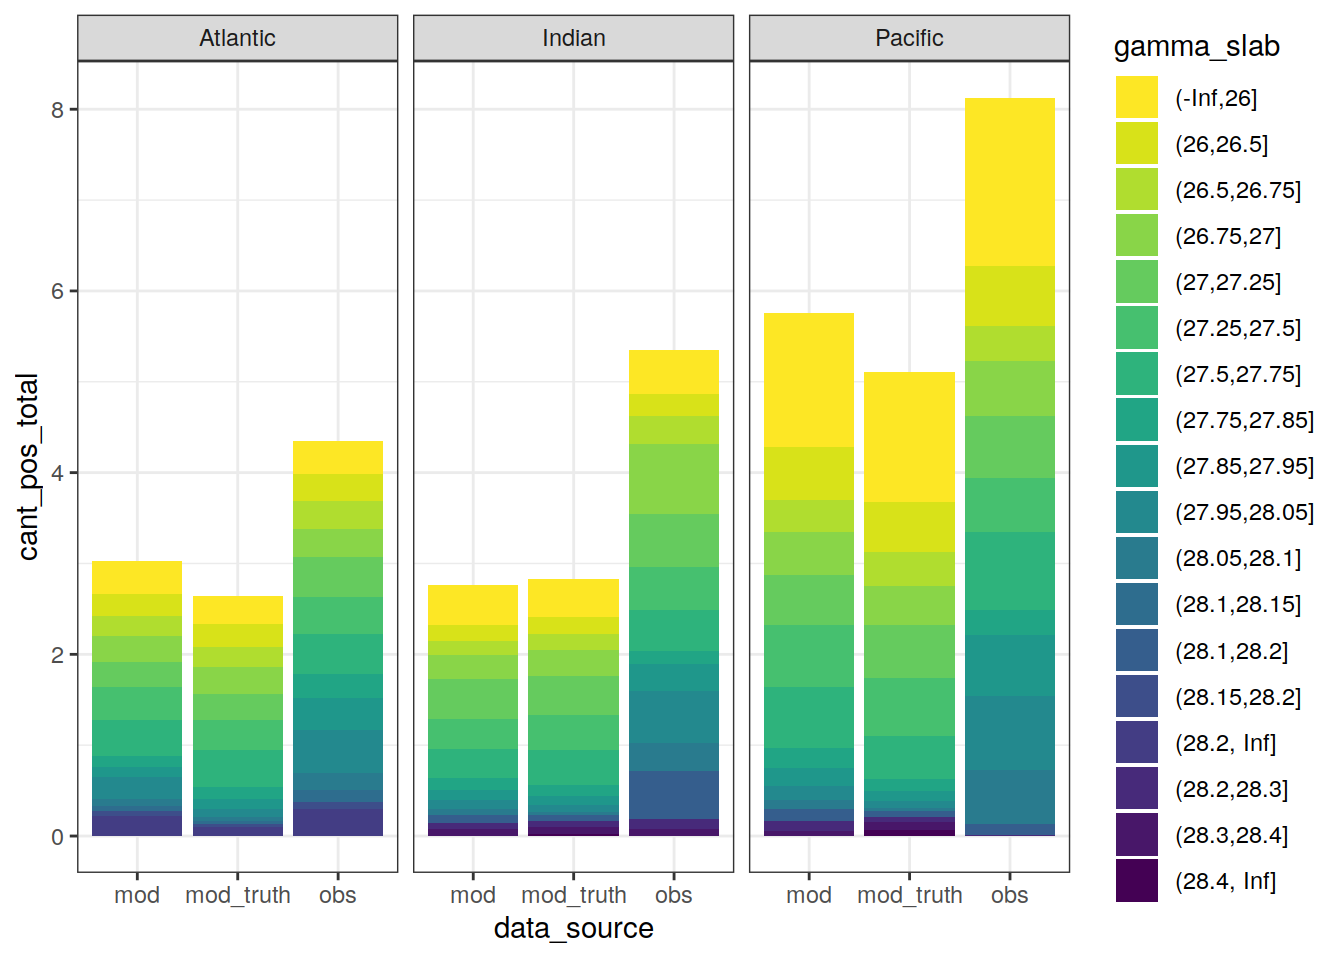 Atlantic
Indian
Pacific
gamma_slab
(-Inf,26]
(26,26.5]
(26.5,26.75]
(26.75,27]
(27,27.25]
(27.25,27.5]
(27.5,27.75]
(27.75,27.85]
(27.85,27.95]
(27.95,28.05]
(28.05,28.1]
(28.1,28.15]
(28.1,28.2]
(28.15,28.2]
(28.2, Inf]
(28.2,28.3]
(28.3,28.4]
(28.4, Inf]
cant_pos_total
8
6
4
2
0
mod mod_truth obs
mod mod_truth obs
mod mod_truth obs
data_source